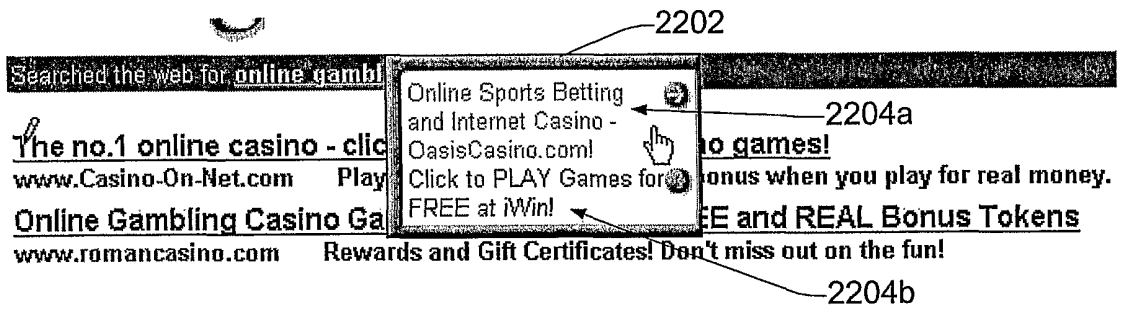 2202
Searched the web for online gambl
Online Sports Betting
and Internet Casino -
OasisCasino.com!
Click to PLAY Games for
FREE at iWin!
2204a
The no.1 online casino - clic
o games!
www.Casino-On-Net.com Play
onus when you play for real money.
Online Gambling Casino Ga
EE and REAL Bonus Tokens
www.romancasino.com Rewards and Gift Certificates! Don't miss out on the fun!
2204b